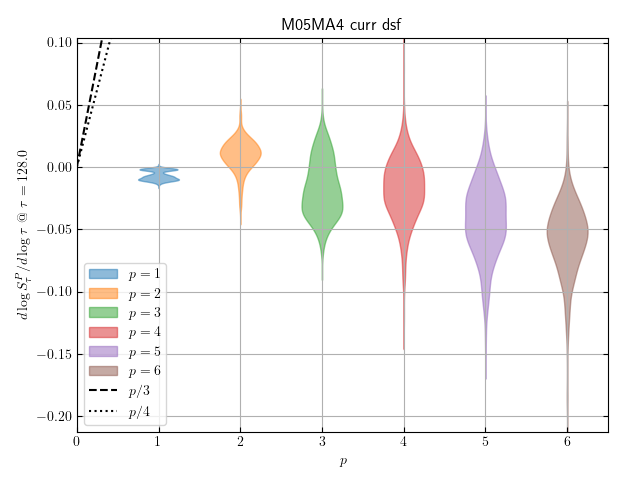 M05MA4 curr dsf
0.10
0.05
0.00
−0.05
−0.10
−0.15
−0.20
d log S_τ^P / d log τ @ τ = 128.0
p = 1
p = 2
p = 3
p = 4
p = 5
p = 6
p/3
p/4
0 1 2 3 4 5 6
p